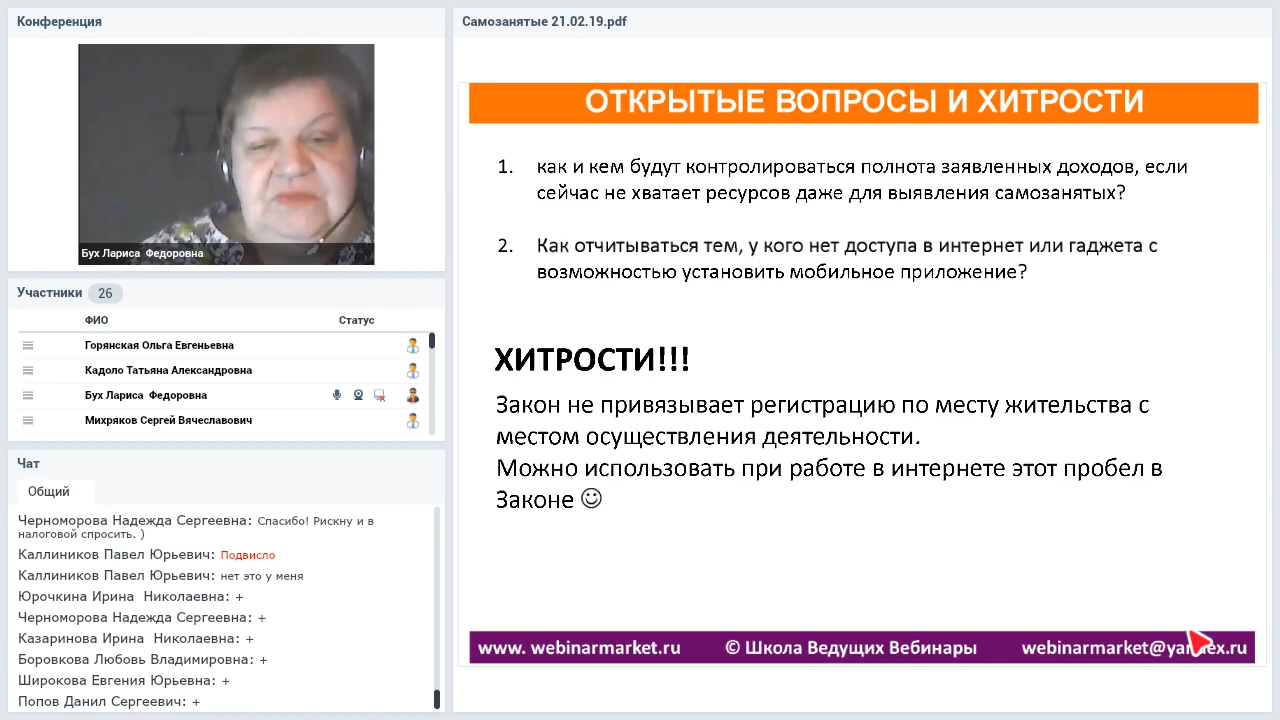 Конференция
Бух Лариса  Федоровна
Участники 26
ФИО Статус
Горянская Ольга Евгеньевна
Кадоло Татьяна Александровна
Бух Лариса  Федоровна
Михряков Сергей Вячеславович
Чат
Общий
Черноморова Надежда Сергеевна: Спасибо! Рискну и в
налоговой спросить. )
Каллиников Павел Юрьевич: Подвисло
Каллиников Павел Юрьевич: нет это у меня
Юрочкина Ирина  Николаевна: +
Черноморова Надежда Сергеевна: +
Казаринова Ирина  Николаевна: +
Боровкова Любовь Владимировна: +
Широкова Евгения Юрьевна: +
Попов Данил Сергеевич: +
Самозанятые 21.02.19.pdf
ОТКРЫТЫЕ ВОПРОСЫ И ХИТРОСТИ
1. как и кем будут контролироваться полнота заявленных доходов, если
сейчас не хватает ресурсов даже для выявления самозанятых?
2. Как отчитываться тем, у кого нет доступа в интернет или гаджета с
возможностью установить мобильное приложение?
ХИТРОСТИ!!!
Закон не привязывает регистрацию по месту жительства с
местом осуществления деятельности.
Можно использовать при работе в интернете этот пробел в
Законе ☺
www. webinarmarket.ru © Школа Ведущих Вебинары webinarmarket@yandex.ru